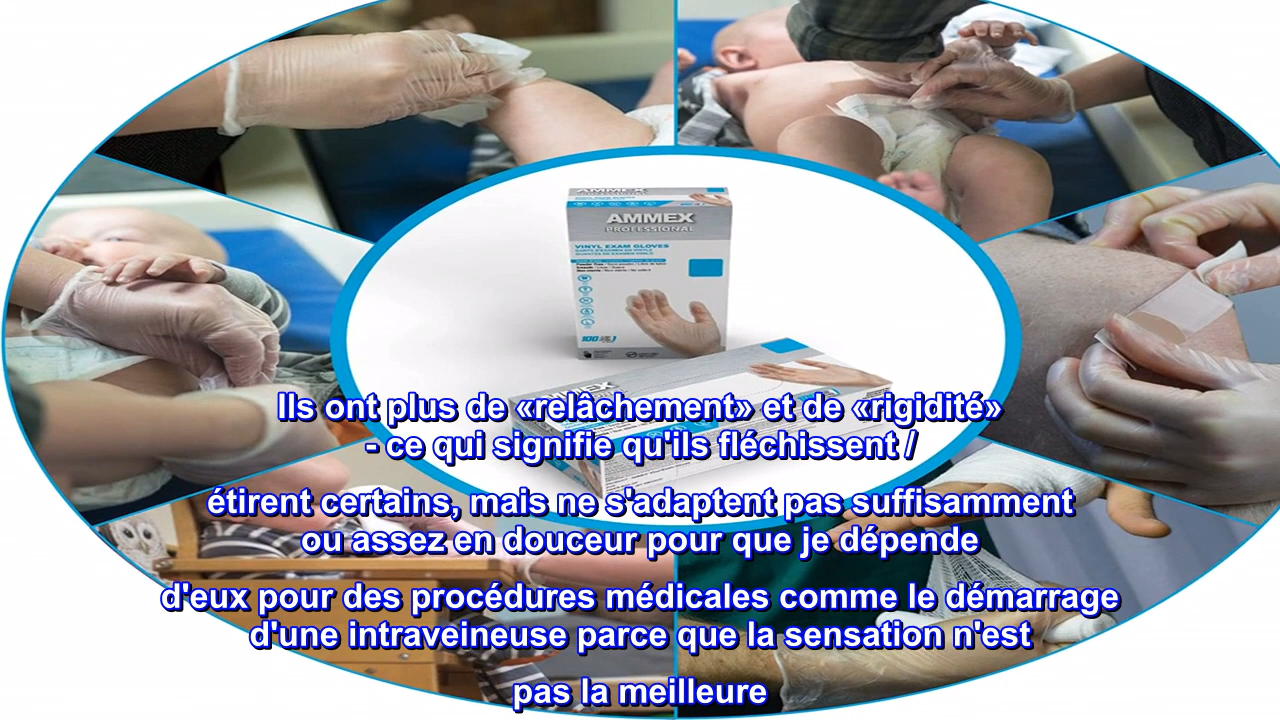 AMMEX
PROFESSIONAL
VINYL EXAM GLOVES
100
AMMEX
Ils ont plus de «relâchement» et de «rigidité»
- ce qui signifie qu'ils fléchissent /
étirent certains, mais ne s'adaptent pas suffisamment
ou assez en douceur pour que je dépende
d'eux pour des procédures médicales comme le démarrage
d'une intraveineuse parce que la sensation n'est
pas la meilleure